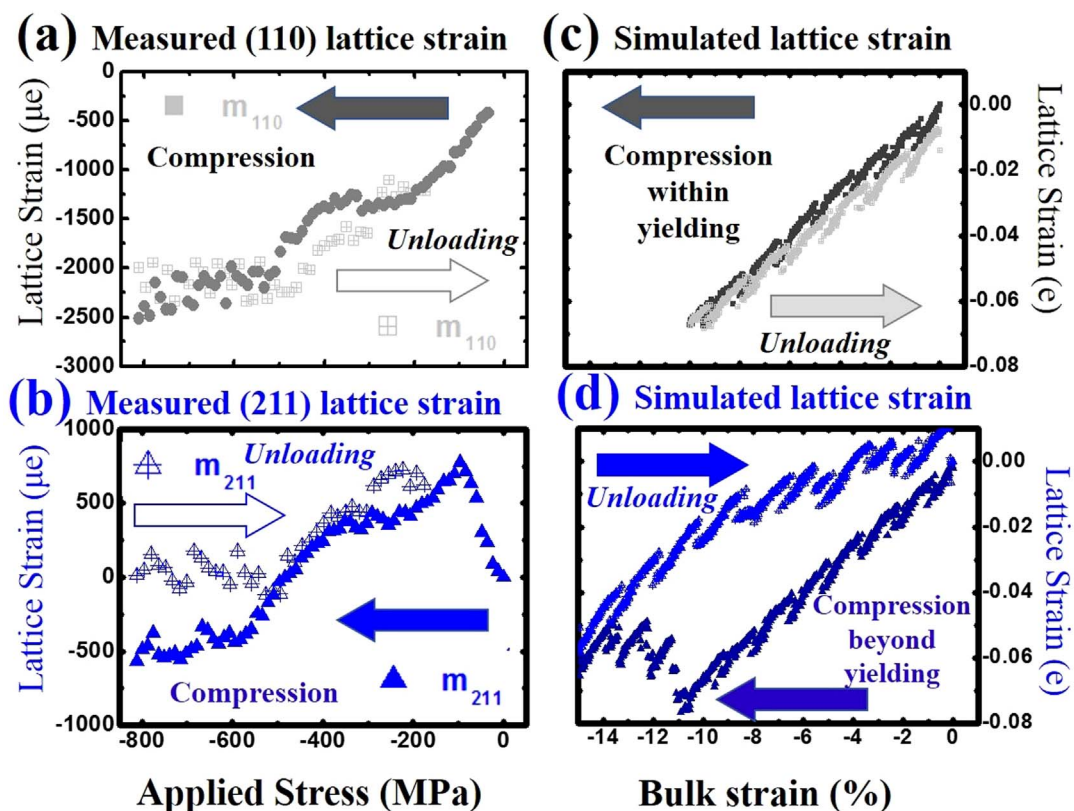 (a) Measured (110) lattice strain
0
-500
-1000
-1500
-2000
-2500
-3000
Lattice Strain (µe)
m110
Compression
Unloading
m110
(c) Simulated lattice strain
0.00
-0.02
-0.04
-0.06
-0.08
Lattice Strain (e)
Compression
within
yielding
Unloading
(b) Measured (211) lattice strain
1000
500
0
-500
-1000
Lattice Strain (µe)
m211
Unloading
Compression
m211
-800 -600 -400 -200 0
Applied Stress (MPa)
(d) Simulated lattice strain
0.00
-0.02
-0.04
-0.06
-0.08
Lattice Strain (e)
Unloading
Compression
beyond
yielding
-14 -12 -10 -8 -6 -4 -2 0
Bulk strain (%)